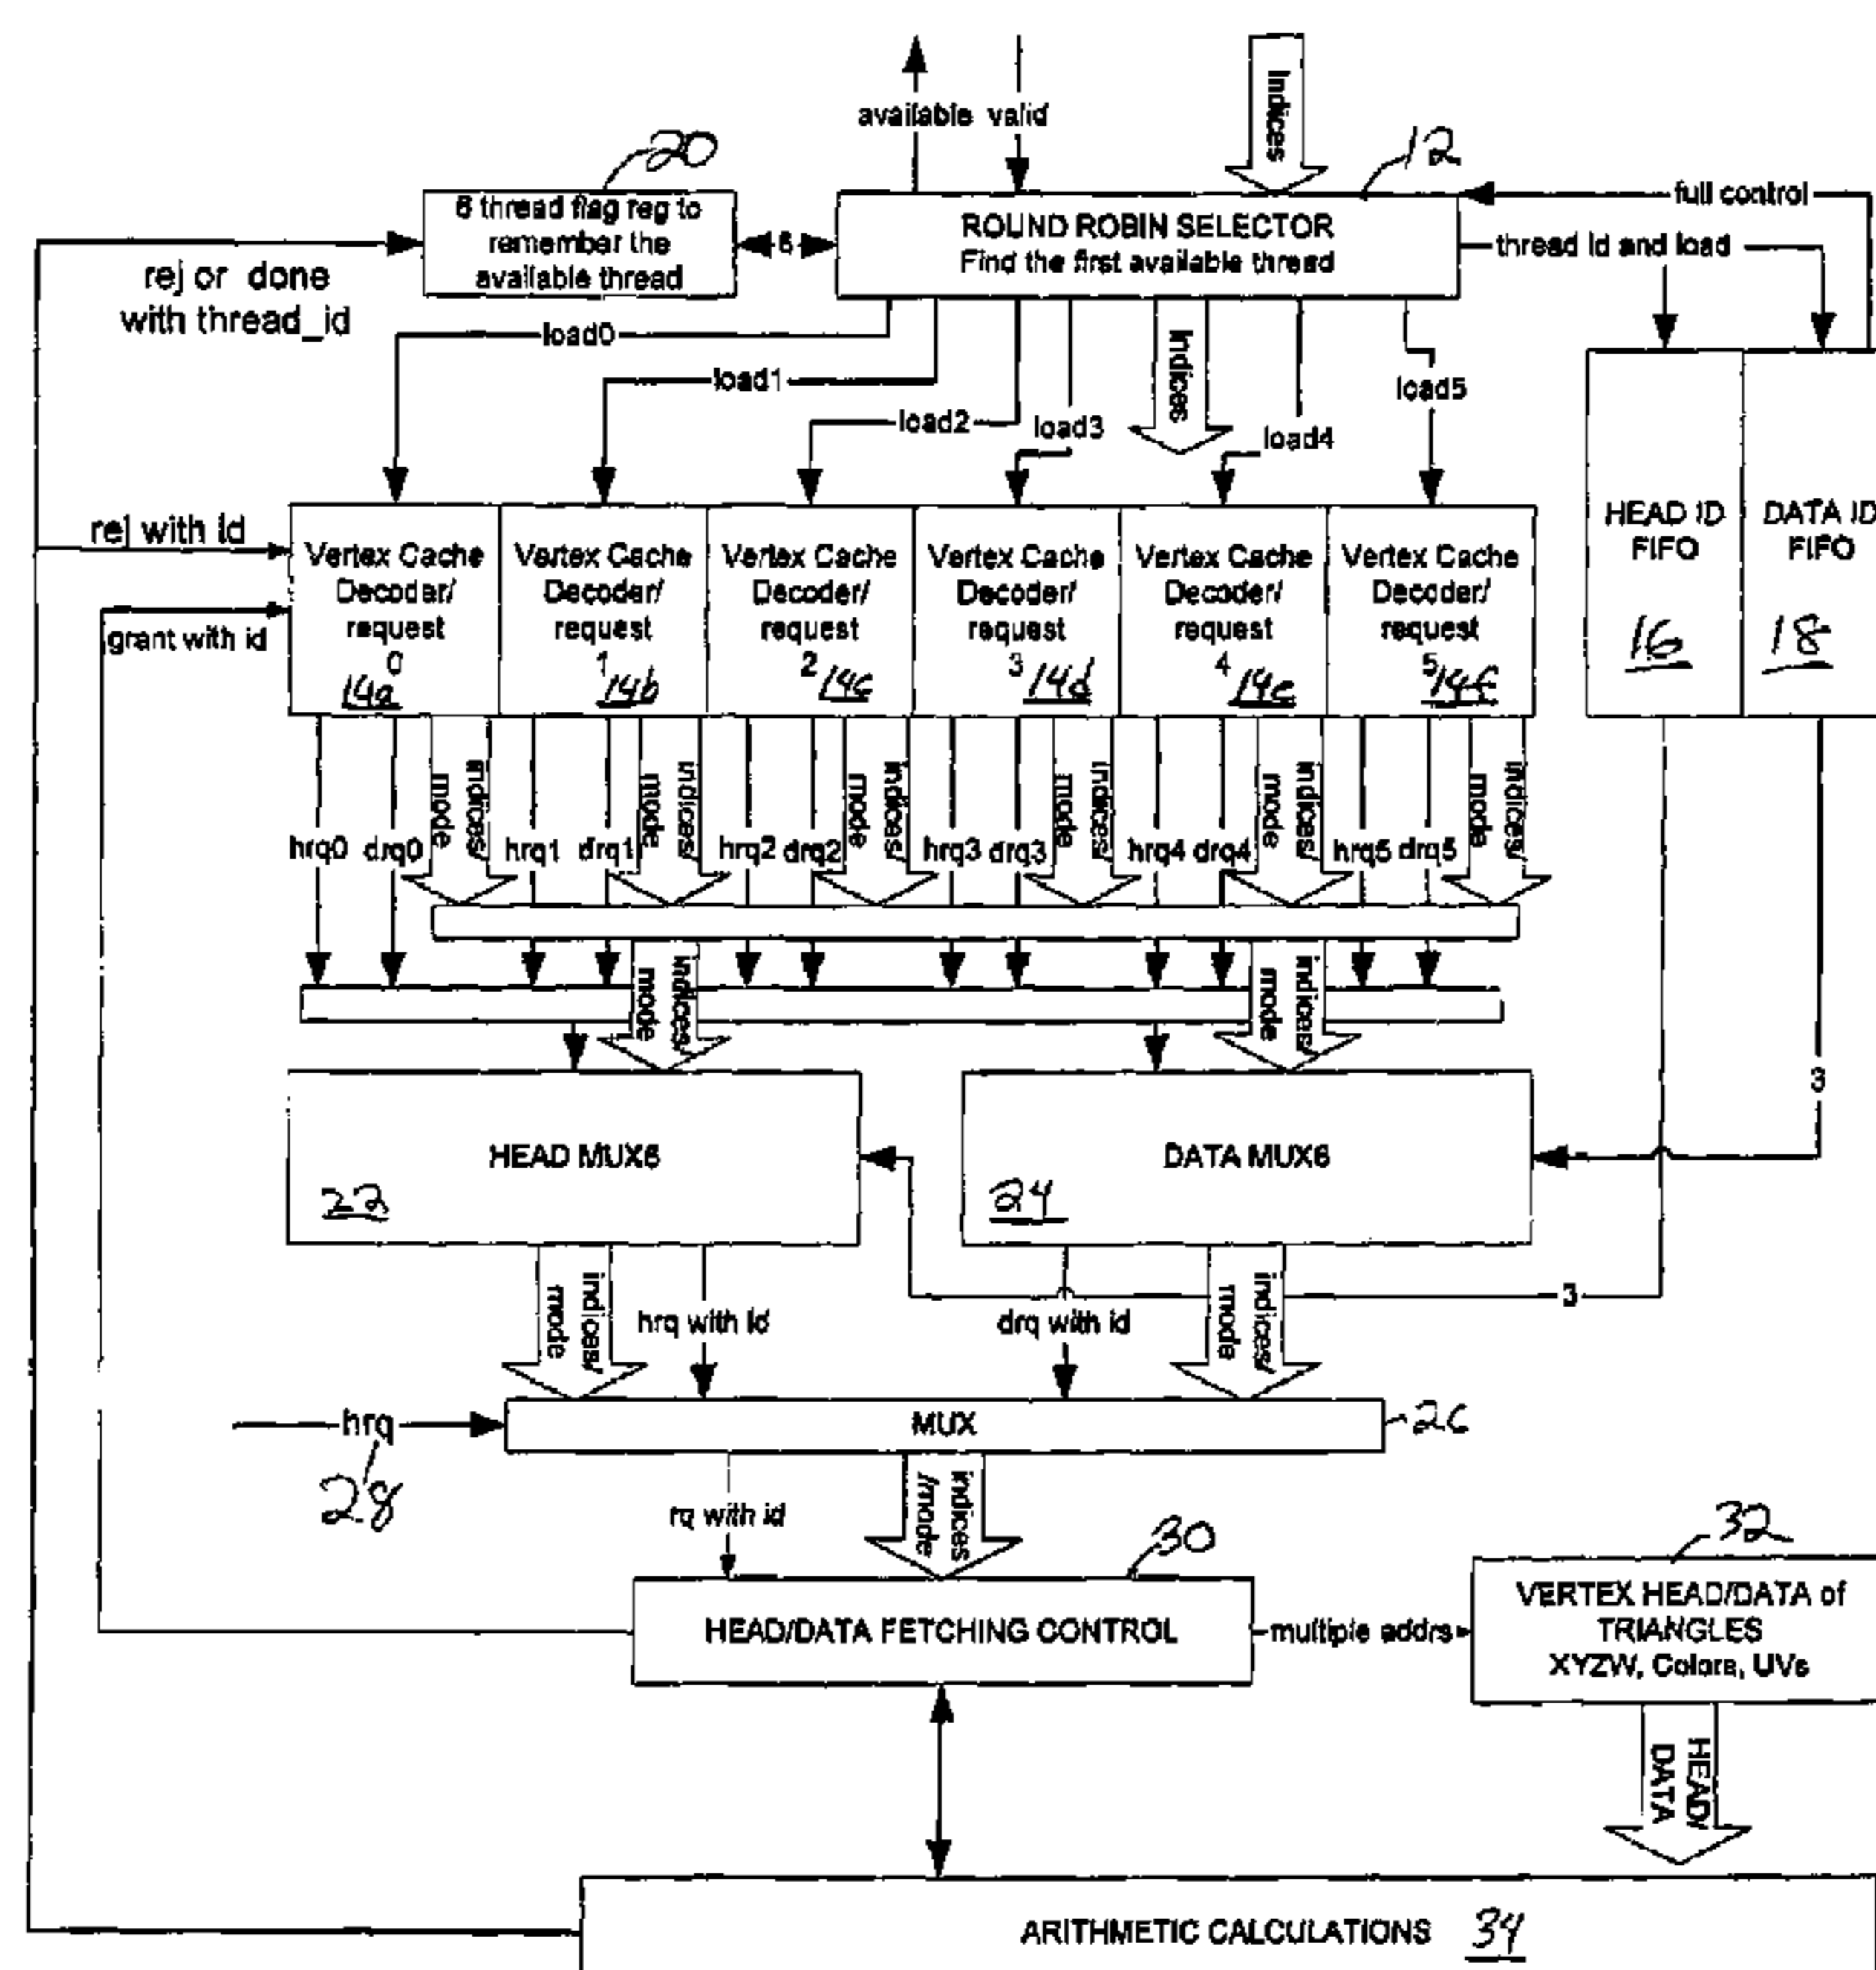 available valid
Indices
20
12
6 thread flag reg to
remember the
available thread
6
ROUND ROBIN SELECTOR
Find the first available thread
full control
thread id and load
rej or done
with thread_id
load0
load1
load2
load3
Indices
load4
load5
HEAD ID
FIFO
16
DATA ID
FIFO
18
rej with id
grant with id
Vertex Cache
Decoder/
request
0
14a
Vertex Cache
Decoder/
request
1
14b
Vertex Cache
Decoder/
request
2
14c
Vertex Cache
Decoder/
request
3
14d
Vertex Cache
Decoder/
request
4
14e
Vertex Cache
Decoder/
request
5
14f
hrq0
drq0
indices/
mode
hrq1
drq1
indices/
mode
hrq2
drq2
indices/
mode
hrq3
drq3
indices/
mode
hrq4
drq4
indices/
mode
hrq5
drq5
indices/
mode
indices/
mode
indices/
mode
3
HEAD MUX6
22
DATA MUX6
24
indices/
mode
hrq with id
drq with id
indices/
mode
3
hrq
28
MUX
26
rq with id
indices
/mode
30
HEAD/DATA FETCHING CONTROL
multiple addrs
32
VERTEX HEAD/DATA of
TRIANGLES
XYZW, Colors, UVs
HEAD/
DATA
ARITHMETIC CALCULATIONS 34